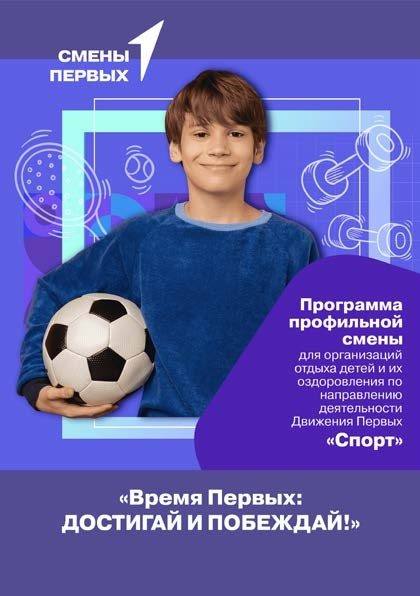 СМЕНЫ
ПЕРВЫХ
Программа
профильной
смены
для организаций
отдыха детей и их
оздоровления по
направлению
деятельности
Движения Первых
«Спорт»
«Время Первых:
ДОСТИГАЙ И ПОБЕЖДАЙ!»